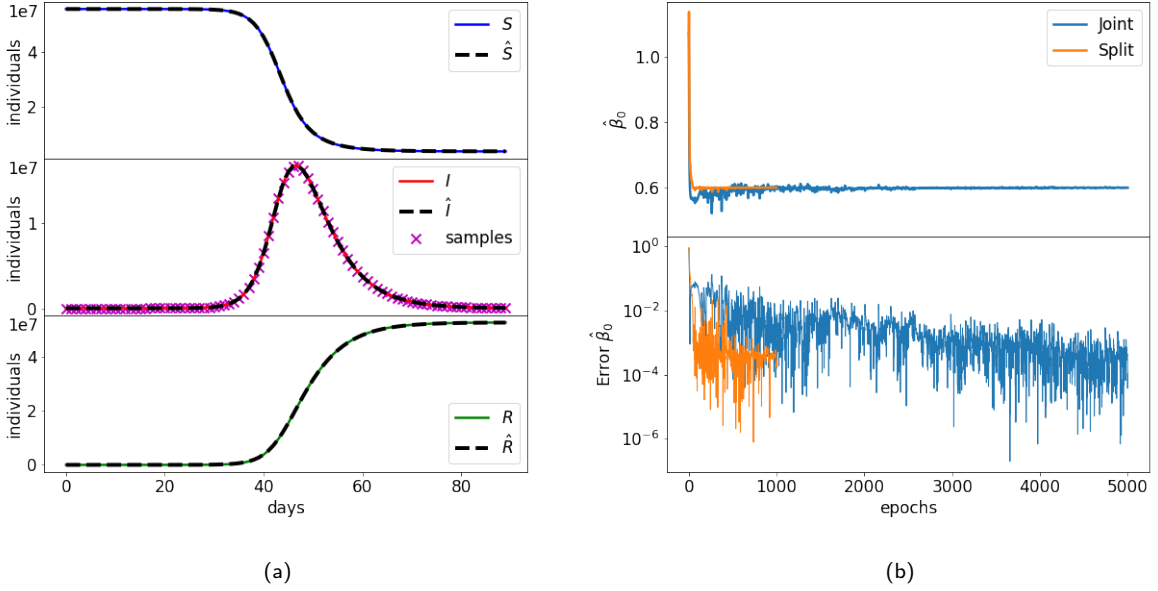 1e7
individuals
4
2
S
Ŝ
1e7
individuals
1
0
I
Î
samples
1e7
individuals
4
2
0
R
R̂
0 20 40 60 80
days
(a)
β̂₀
1.0
0.8
0.6
Joint
Split
Error β̂₀
10⁰
10⁻²
10⁻⁴
10⁻⁶
0 1000 2000 3000 4000 5000
epochs
(b)